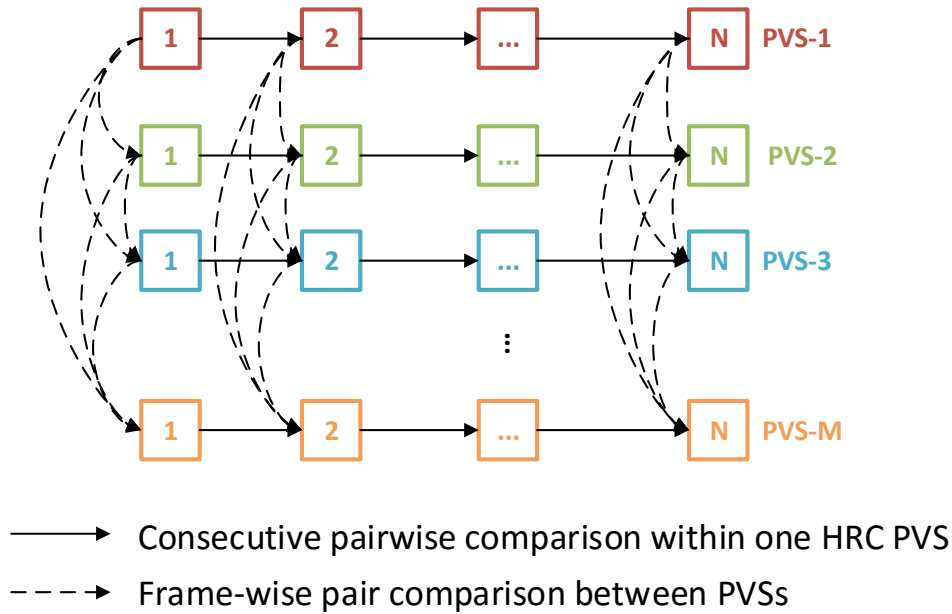 1 2 ... N PVS-1
1 2 ... N PVS-2
1 2 ... N PVS-3
...
1 2 ... N PVS-M
Consecutive pairwise comparison within one HRC PVS
Frame-wise pair comparison between PVSs